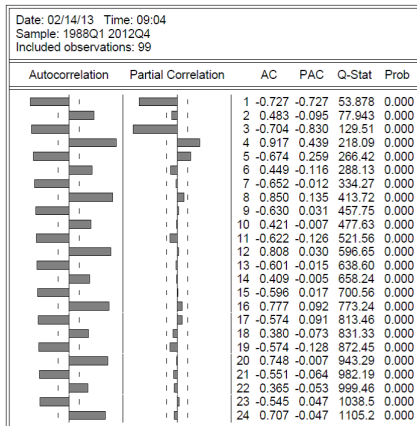 Date: 02/14/13 Time: 09:04
Sample: 1988Q1 2012Q4
Included observations: 99
Autocorrelation Partial Correlation AC PAC Q-Stat Prob
1 -0.727 -0.727 53.878 0.000
2 0.483 -0.095 77.943 0.000
3 -0.704 -0.830 129.51 0.000
4 0.917 0.439 218.09 0.000
5 -0.674 0.259 266.42 0.000
6 0.449 -0.116 288.13 0.000
7 -0.652 -0.012 334.27 0.000
8 0.850 0.135 413.72 0.000
9 -0.630 0.031 457.75 0.000
10 0.421 -0.007 477.63 0.000
11 -0.622 -0.126 521.56 0.000
12 0.808 0.030 596.65 0.000
13 -0.601 -0.015 638.60 0.000
14 0.409 -0.005 658.24 0.000
15 -0.596 0.017 700.56 0.000
16 0.777 0.092 773.24 0.000
17 -0.574 0.091 813.46 0.000
18 0.380 -0.073 831.33 0.000
19 -0.574 -0.128 872.45 0.000
20 0.748 -0.007 943.29 0.000
21 -0.551 -0.064 982.19 0.000
22 0.365 -0.053 999.46 0.000
23 -0.545 0.047 1038.5 0.000
24 0.707 -0.047 1105.2 0.000